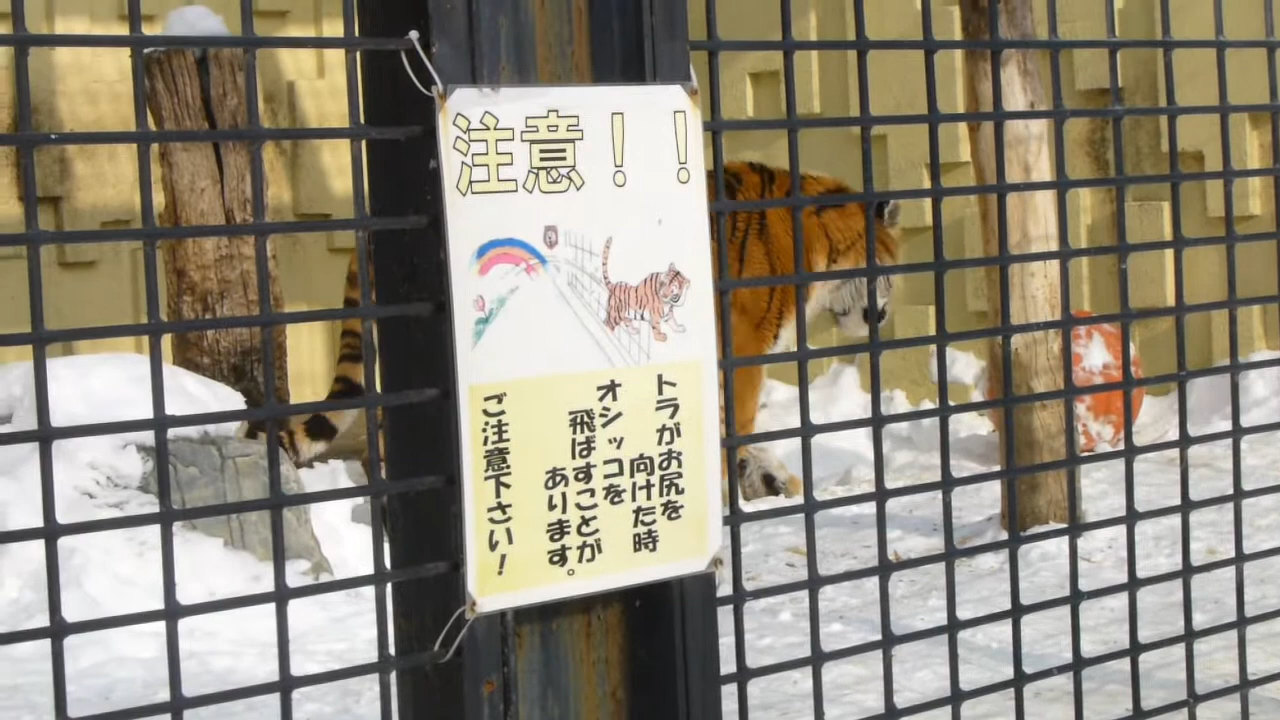 注意！！
トラがお尻を
向けた時
オシッコを
飛ばすことが
あります。
ご注意下さい！